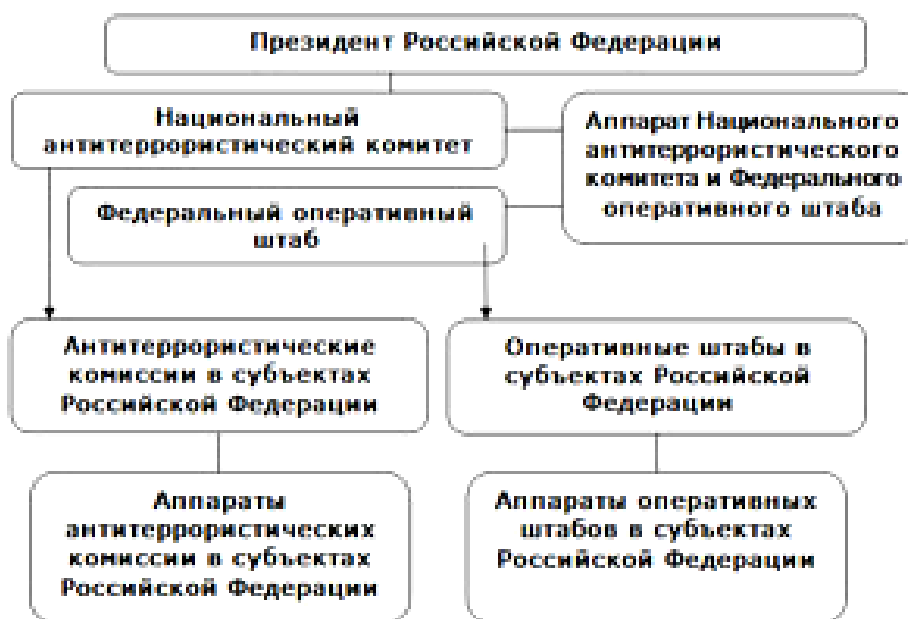 Президент Российской Федерации
Национальный
антитеррористический комитет
Аппарат Национального
антитеррористического
комитета и Федерального
оперативного штаба
Федеральный оперативный
штаб
Антитеррористические
комиссии в субъектах
Российской Федерации
Оперативные штабы в
субъектах Российской
Федерации
Аппараты
антитеррористических
комиссии в субъектах
Российской Федерации
Аппараты оперативных
штабов в субъектах
Российской Федерации